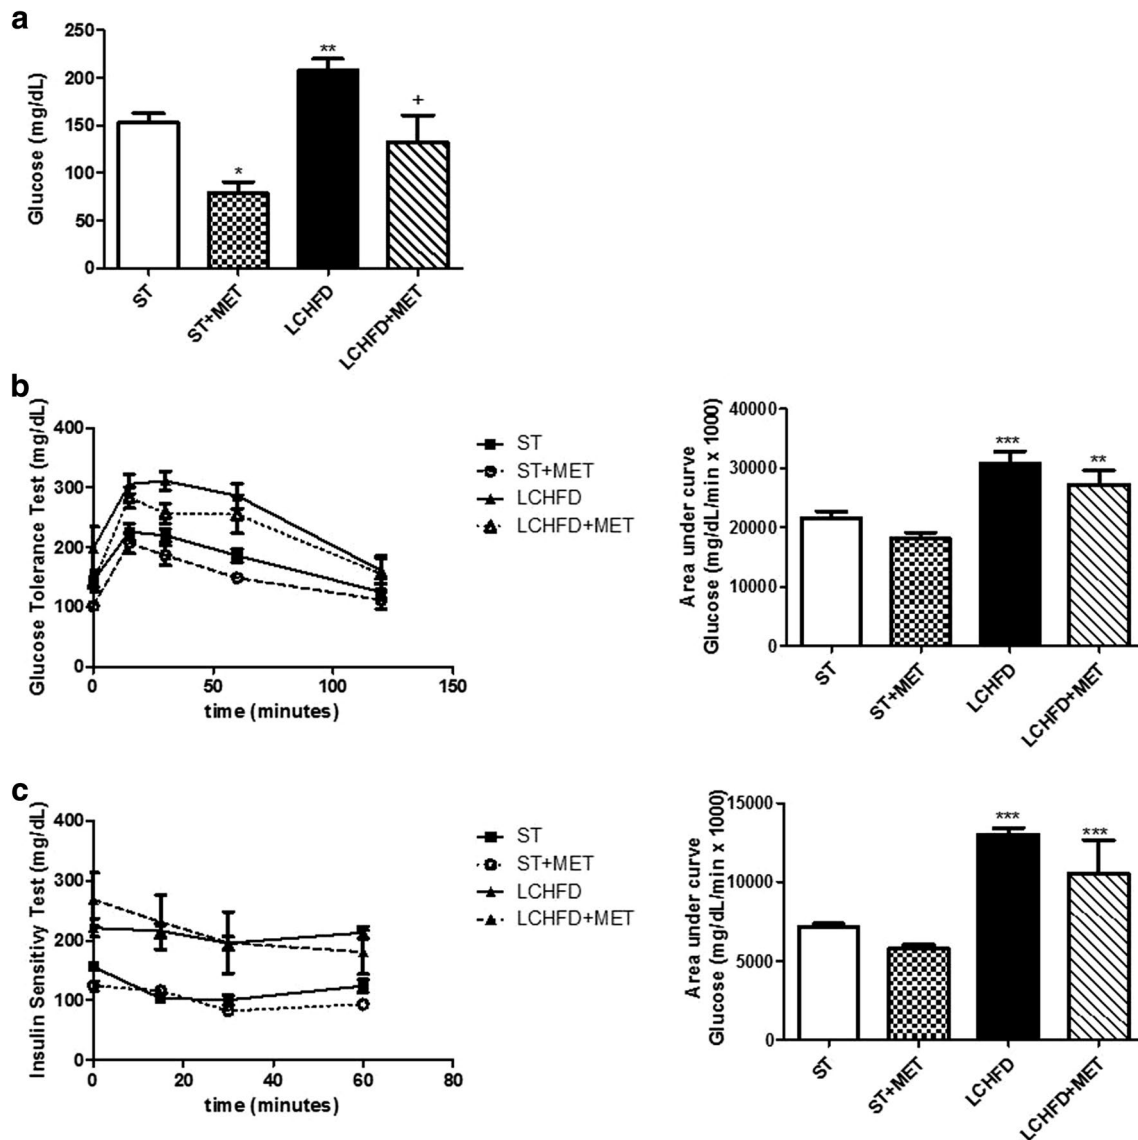 a
Glucose (mg/dL)
250
200
150
100
50
0
*
**
+
ST
ST+MET
LCHFD
LCHFD+MET
b
Glucose Tolerance Test (mg/dL)
400
300
200
100
0
0
50
100
150
time (minutes)
ST
ST+MET
LCHFD
LCHFD+MET
Area under curve
Glucose (mg/dL/min x 1000)
40000
30000
20000
10000
0
***
**
ST
ST+MET
LCHFD
LCHFD+MET
c
Insulin Sensitivy Test (mg/dL)
400
300
200
100
0
0
20
40
60
80
time (minutes)
ST
ST+MET
LCHFD
LCHFD+MET
Area under curve
Glucose (mg/dL/min x 1000)
15000
10000
5000
0
***
***
ST
ST+MET
LCHFD
LCHFD+MET